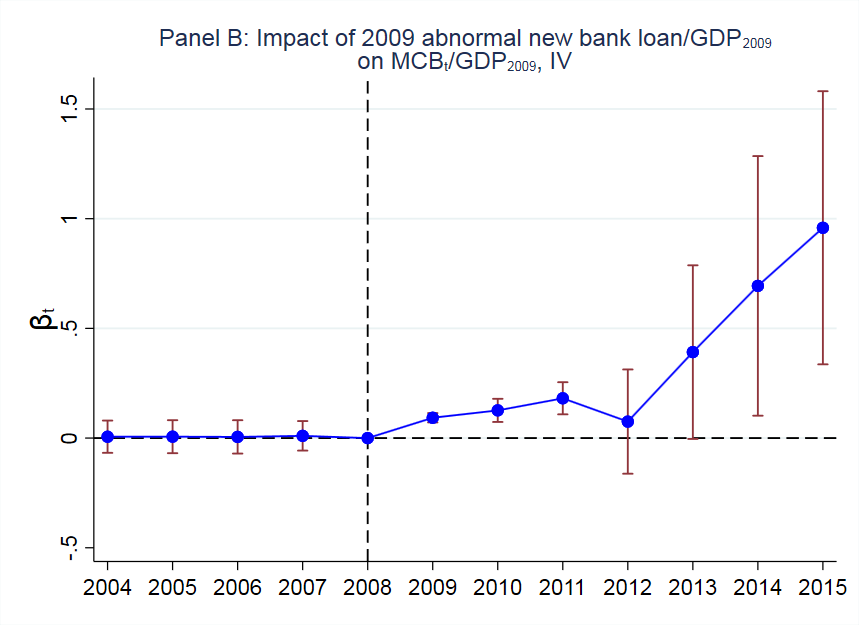 Panel B: Impact of 2009 abnormal new bank loan/GDP₂₀₀₉
on MCBₜ/GDP₂₀₀₉, IV
1.5
1
.5
0
-.5
βₜ
2004 2005 2006 2007 2008 2009 2010 2011 2012 2013 2014 2015